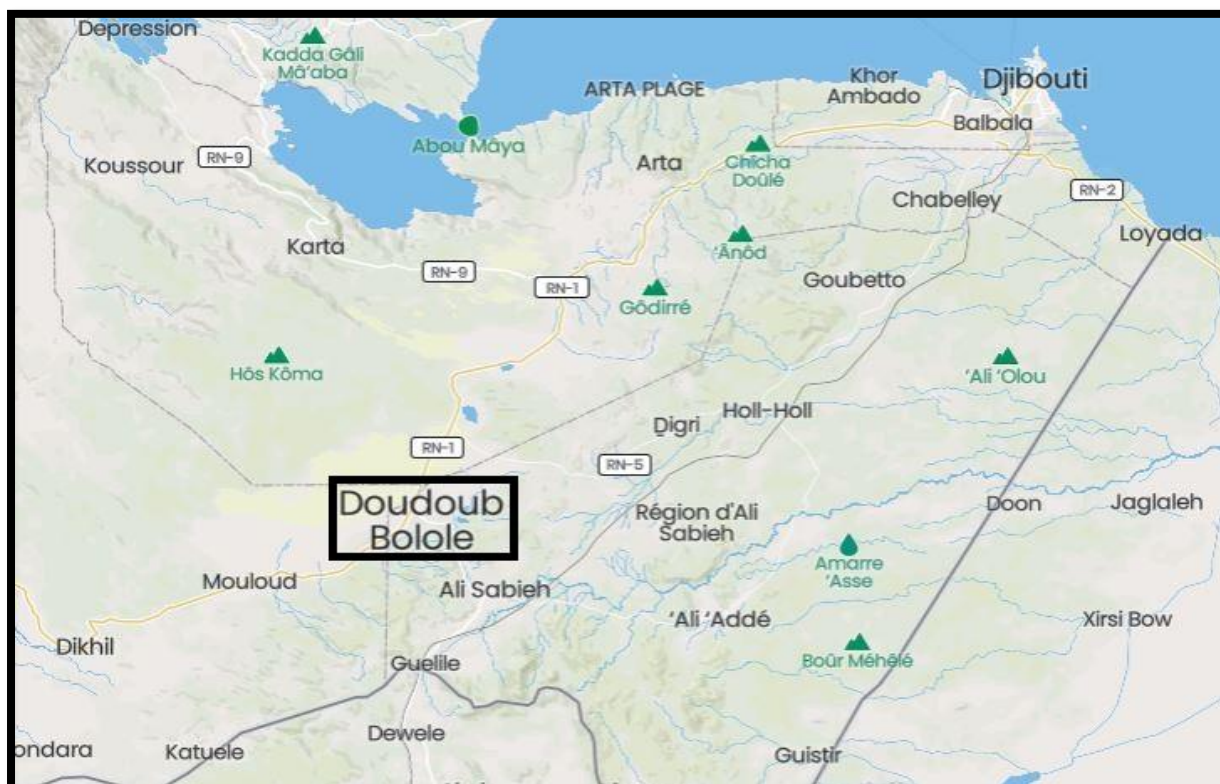 Depression
Kadda Gâli
Mâ'aba
ARTA PLAGE
Khor
Ambado
Djibouti
Balbala
Abou Mâya
Koussour
RN-9
Arta
Chîcha
Doûlé
RN-2
Chabelley
Loyada
Karta
'Ânôd
RN-9
RN-1
Goubetto
Gôdirré
Hôs Kôma
'Ali 'Olou
Holl-Holl
Digri
RN-1
RN-5
Doudoub
Bolole
Région d'Ali
Sabieh
Doon
Jaglaleh
Amarre
'Asse
Mouloud
Ali Sabieh
'Ali 'Addé
Xirsi Bow
Dikhil
Guelile
Boûr Méhêlé
Dewele
ondara
Katuele
Guistir